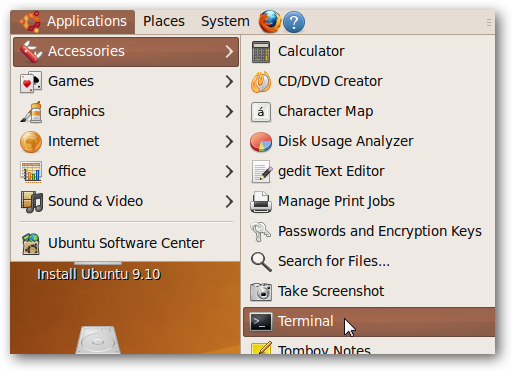 Applications Places System
Accessories
Games
Graphics
Internet
Office
Sound & Video
Ubuntu Software Center
Install Ubuntu 9.10
Calculator
CD/DVD Creator
Character Map
Disk Usage Analyzer
gedit Text Editor
Manage Print Jobs
Passwords and Encryption Keys
Search for Files...
Take Screenshot
Terminal
Tomboy Notes